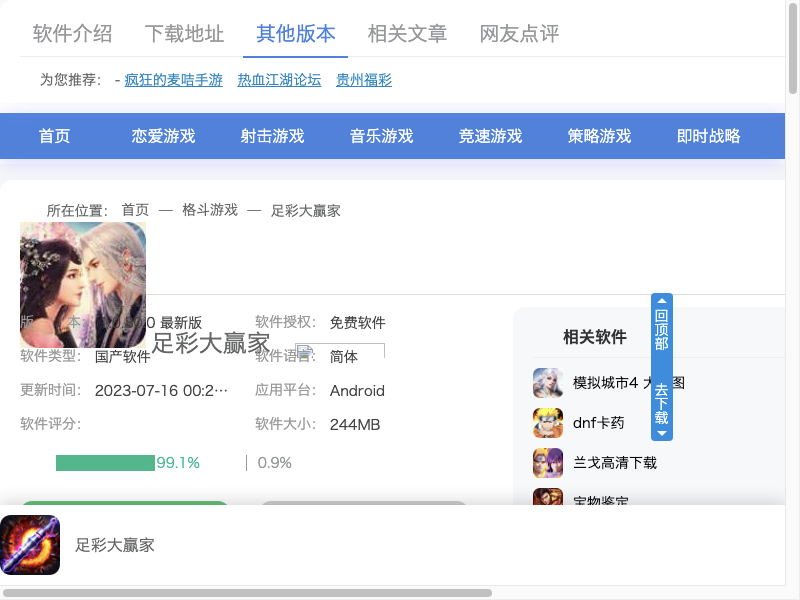 软件介绍 下载地址 其他版本 相关文章 网友点评
为您推荐： - 疯狂的麦咭手游 热血江湖论坛 贵州福彩
首页 恋爱游戏 射击游戏 音乐游戏 竞速游戏 策略游戏 即时战略
所在位置： 首页 — 格斗游戏 — 足彩大赢家
足彩大赢家
版 本 0 最新版 软件授权： 免费软件
软件类型： 国产软件 软件语言： 简体
更新时间： 2023-07-16 00:2… 应用平台： Android
软件评分： 软件大小： 244MB
99.1% 0.9%
相关软件
模拟城市4 大 图
dnf卡药
兰戈高清下载
宝物鉴定
回顶部
去下载
足彩大赢家